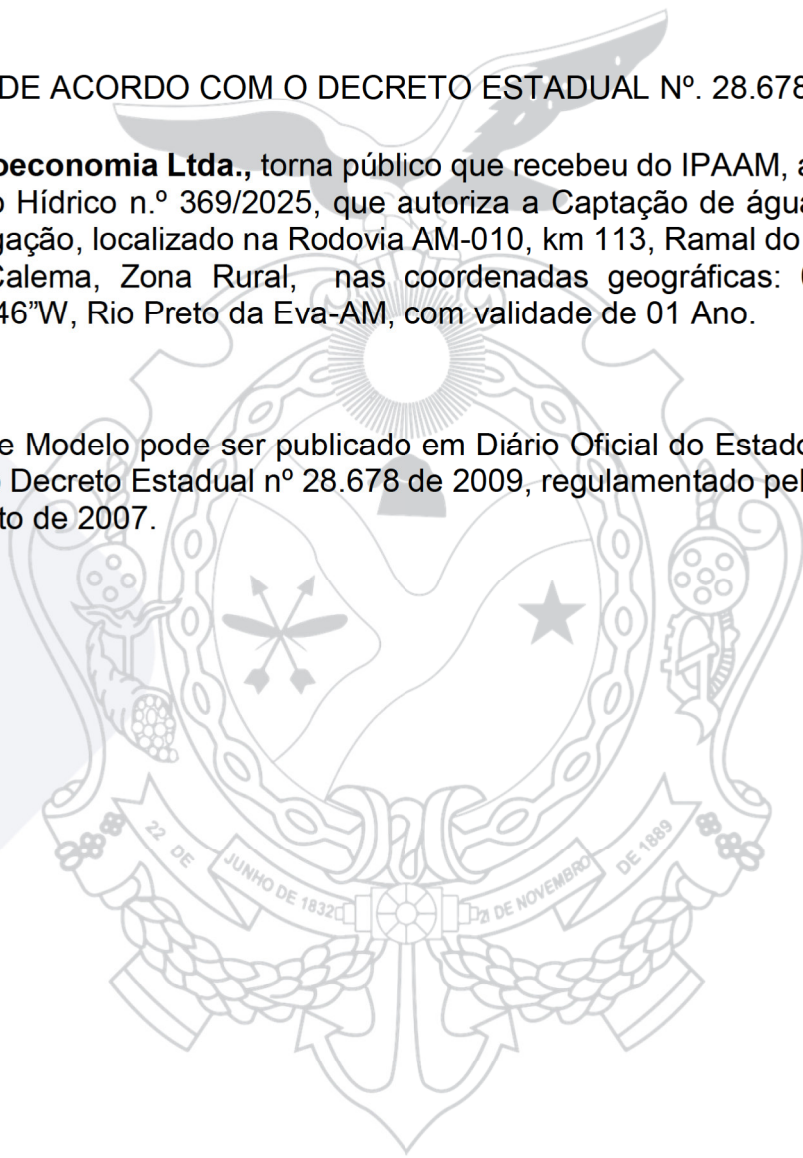 DE ACORDO COM O DECRETO ESTADUAL Nº. 28.678
oeconomia Ltda., torna público que recebeu do IPAAM, a
o Hídrico n.º 369/2025, que autoriza a Captação de água
gação, localizado na Rodovia AM-010, km 113, Ramal do
Calema, Zona Rural, nas coordenadas geográficas:
46”W, Rio Preto da Eva-AM, com validade de 01 Ano.
e Modelo pode ser publicado em Diário Oficial do Estado
o Decreto Estadual nº 28.678 de 2009, regulamentado pel
to de 2007.
22 DE JUNHO DE 1832
21 DE NOVEMBRO DE 1889